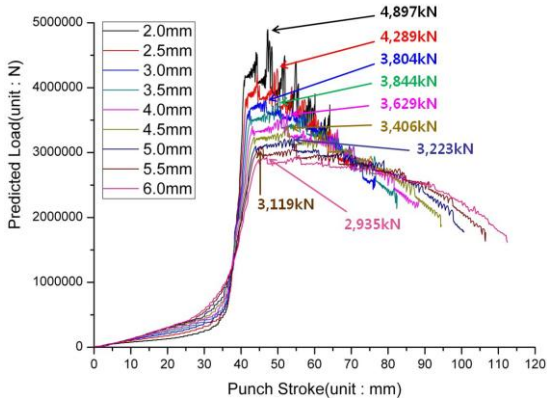 5000000
4000000
3000000
2000000
1000000
0
Predicted Load(unit : N)
2.0mm
2.5mm
3.0mm
3.5mm
4.0mm
4.5mm
5.0mm
5.5mm
6.0mm
4,897kN
4,289kN
3,804kN
3,844kN
3,629kN
3,406kN
3,223kN
3,119kN
2,935kN
0 10 20 30 40 50 60 70 80 90 100 110 120
Punch Stroke(unit : mm)